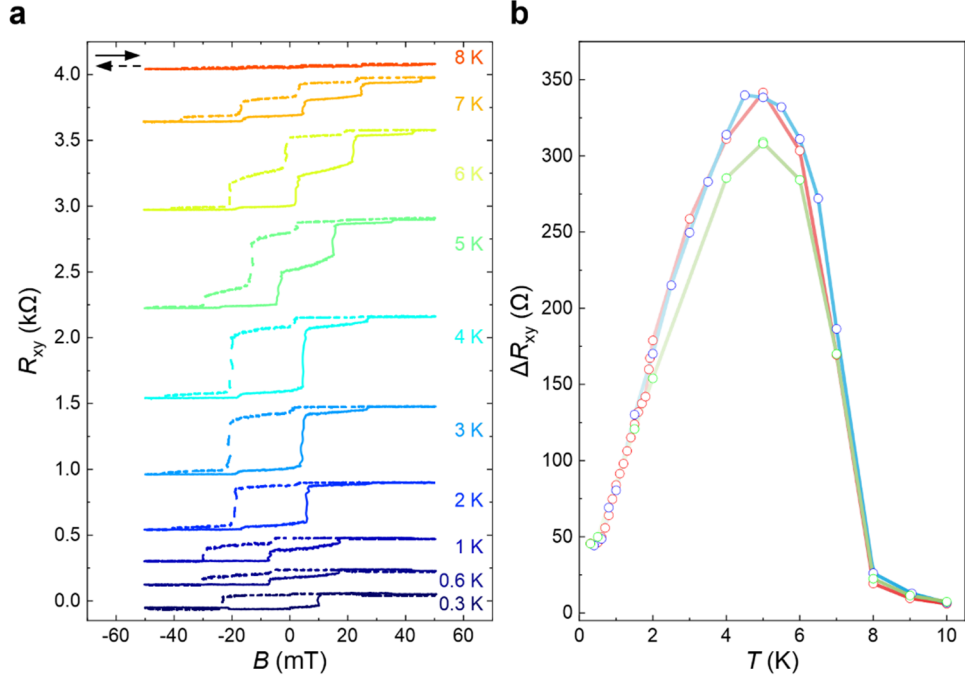 a
b
4.0
3.5
3.0
2.5
2.0
1.5
1.0
0.5
0.0
R_xy (kΩ)
8 K
7 K
6 K
5 K
4 K
3 K
2 K
1 K
0.6 K
0.3 K
-60 -40 -20 0 20 40 60
B (mT)
350
300
250
200
150
100
50
0
ΔR_xy (Ω)
0 2 4 6 8 10
T (K)